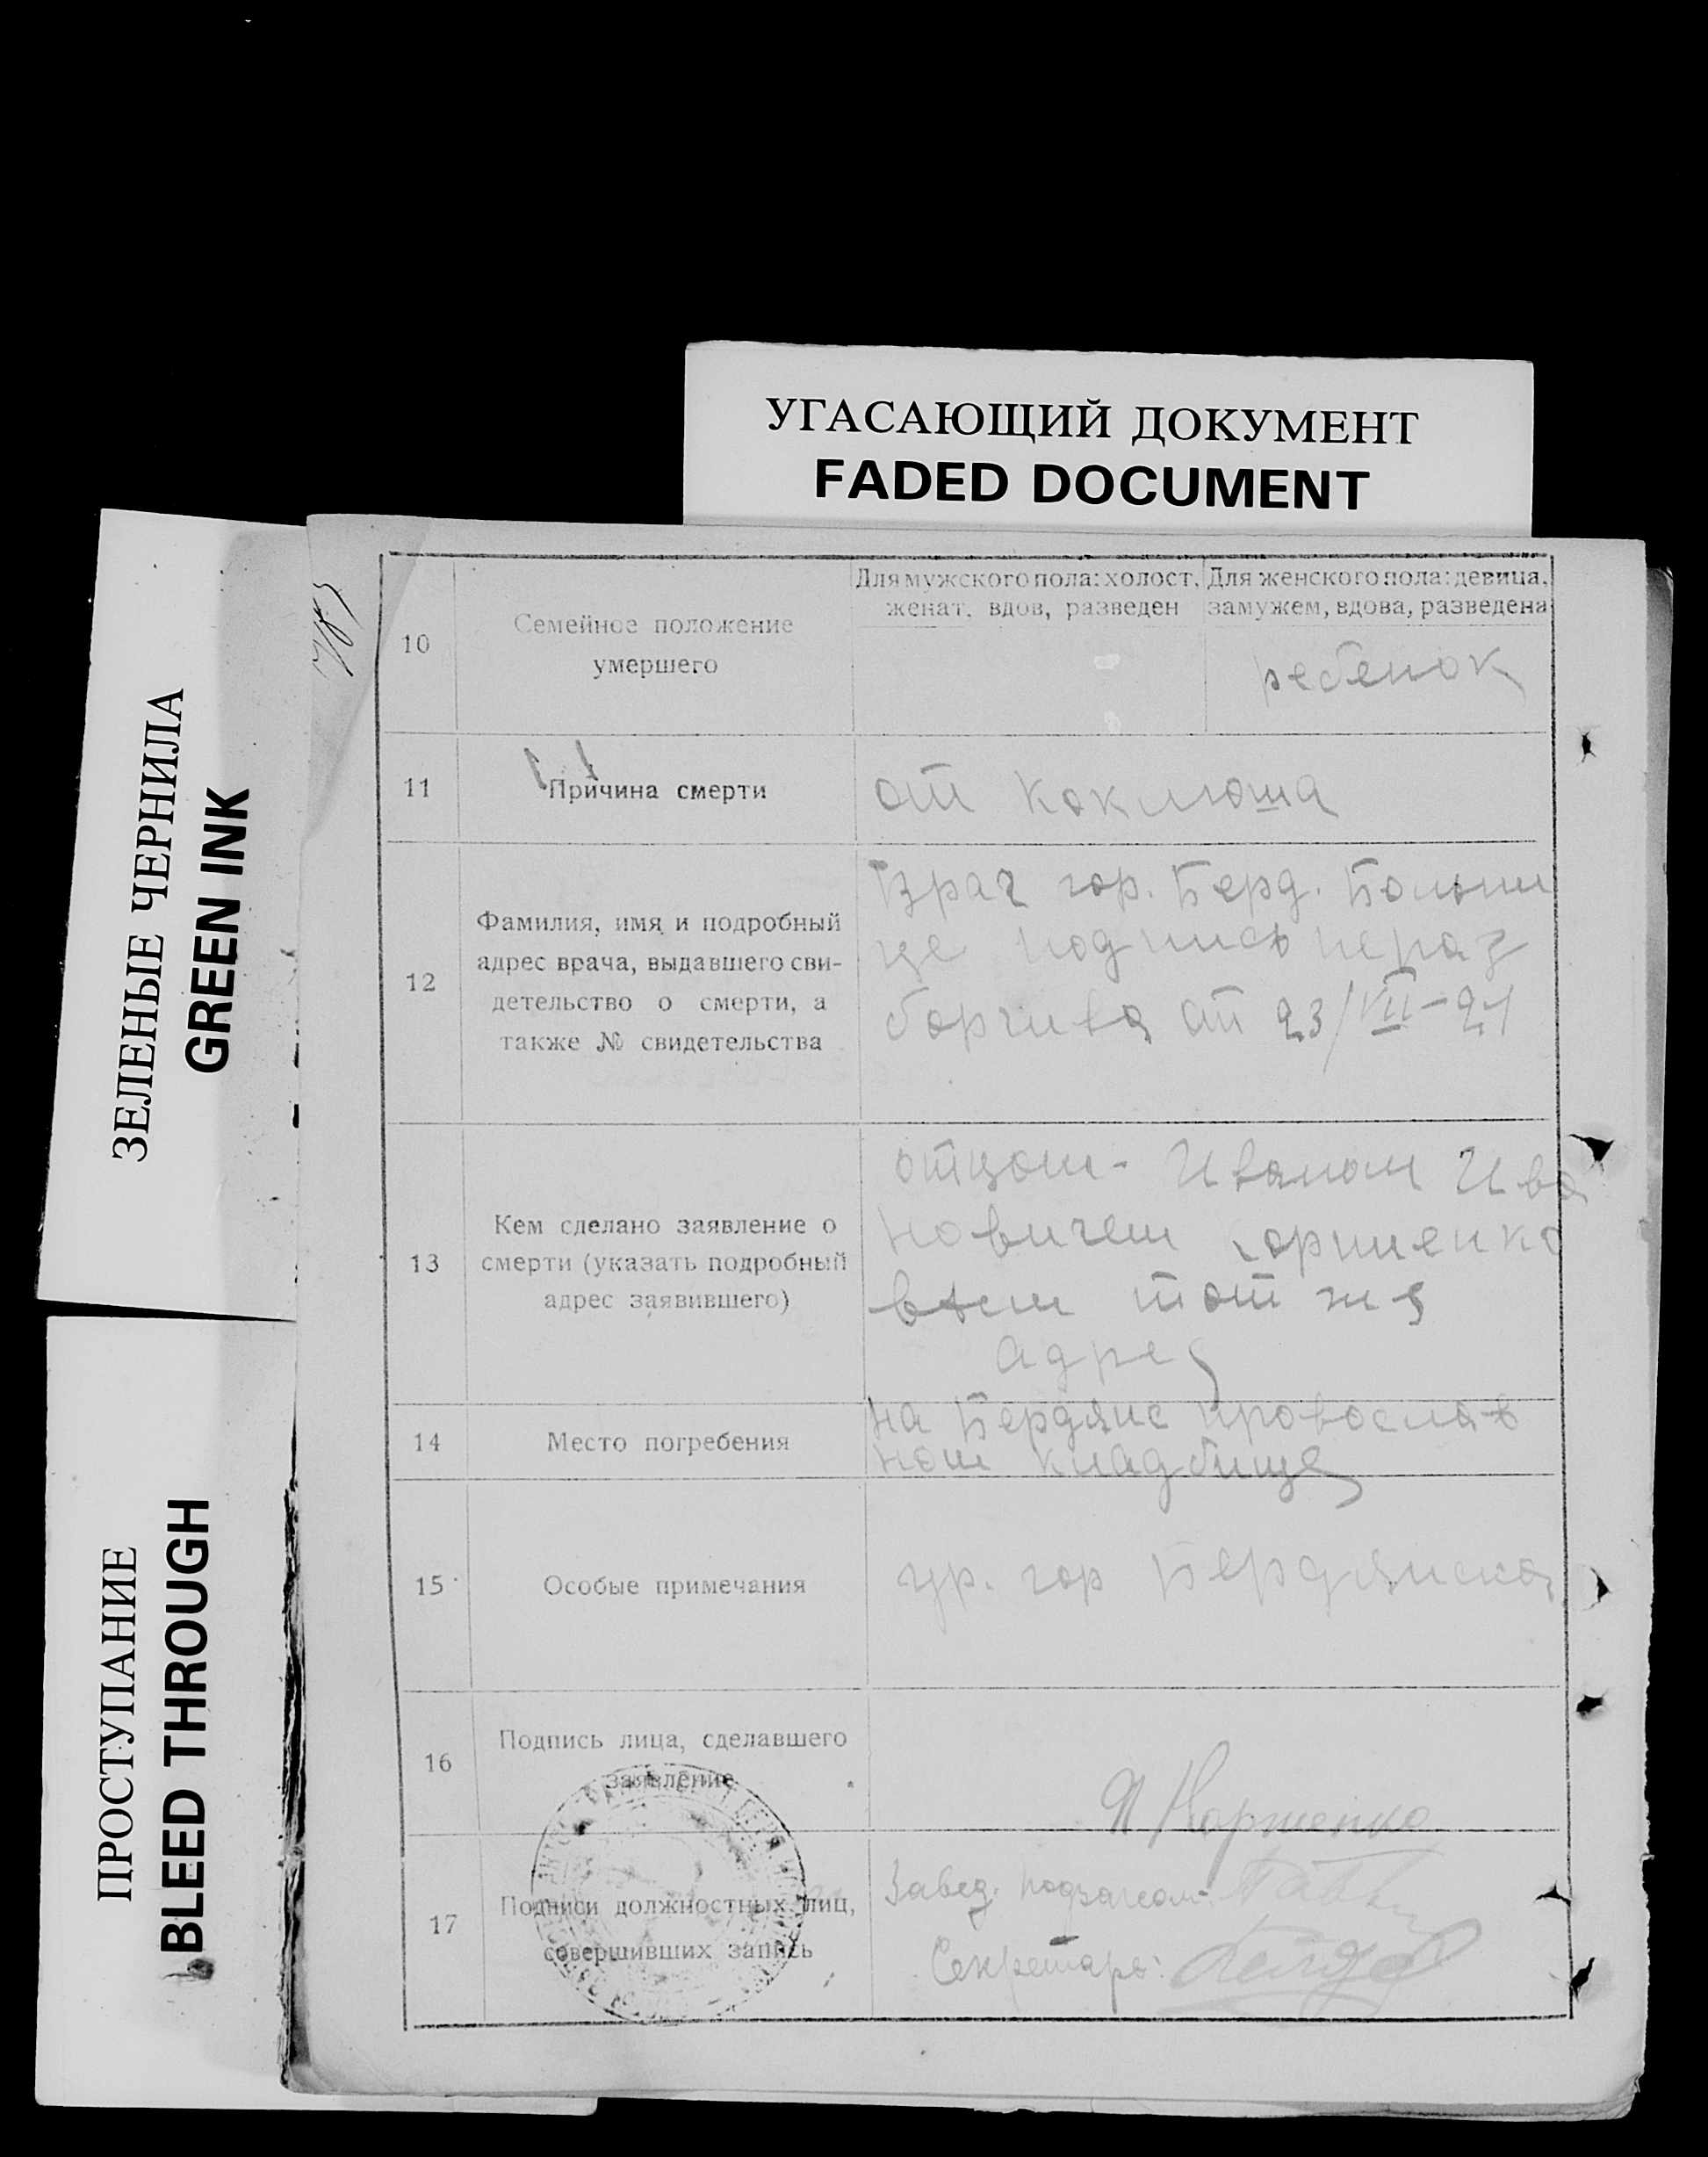 УГАСАЮЩИЙ ДОКУМЕНТ
FADED DOCUMENT
ЗЕЛЕНЫЕ ЧЕРНИЛА
GREEN INK
ПРОСТУПАНИЕ
BLEED THROUGH
10
Семейное положение
умершего
Для мужского пола: холост,
женат, вдов, разведен
Для женского пола: девица,
замужем, вдова, разведена
ребенок
11
Причина смерти
от коклюша
12
Фамилия, имя и подробный
адрес врача, выдавшего сви-
детельство о смерти, а
также № свидетельства
Врач гор. Берд.
це подпись нераз
борчива от 23/VII-21
13
Кем сделано заявление о
смерти (указать подробный
адрес заявившего)
отцом - Иваном Ива
новичем
тот же
адрес
14
Место погребения
на Бердянс провослав
ном кладбище
15
Особые примечания
гр. гор Бердянска
16
Подпись лица, сделавшего
заявление
17
Подписи должностных лиц,
совершивших запись
Завед. подзагсом-
Секретарь: